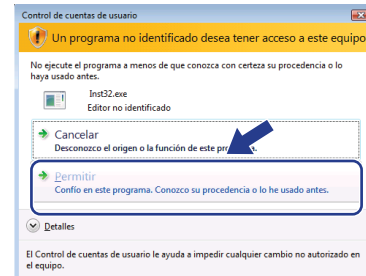 Control de cuentas de usuario
Un programa no identificado desea tener acceso a este equipo
No ejecute el programa a menos de que conozca con certeza su procedencia o lo
haya usado antes.
Inst32.exe
Editor no identificado
Cancelar
Desconozco el origen o la función de este programa.
Permitir
Confío en este programa. Conozco su procedencia o lo he usado antes.
Detalles
El Control de cuentas de usuario le ayuda a impedir cualquier cambio no autorizado en
el equipo.